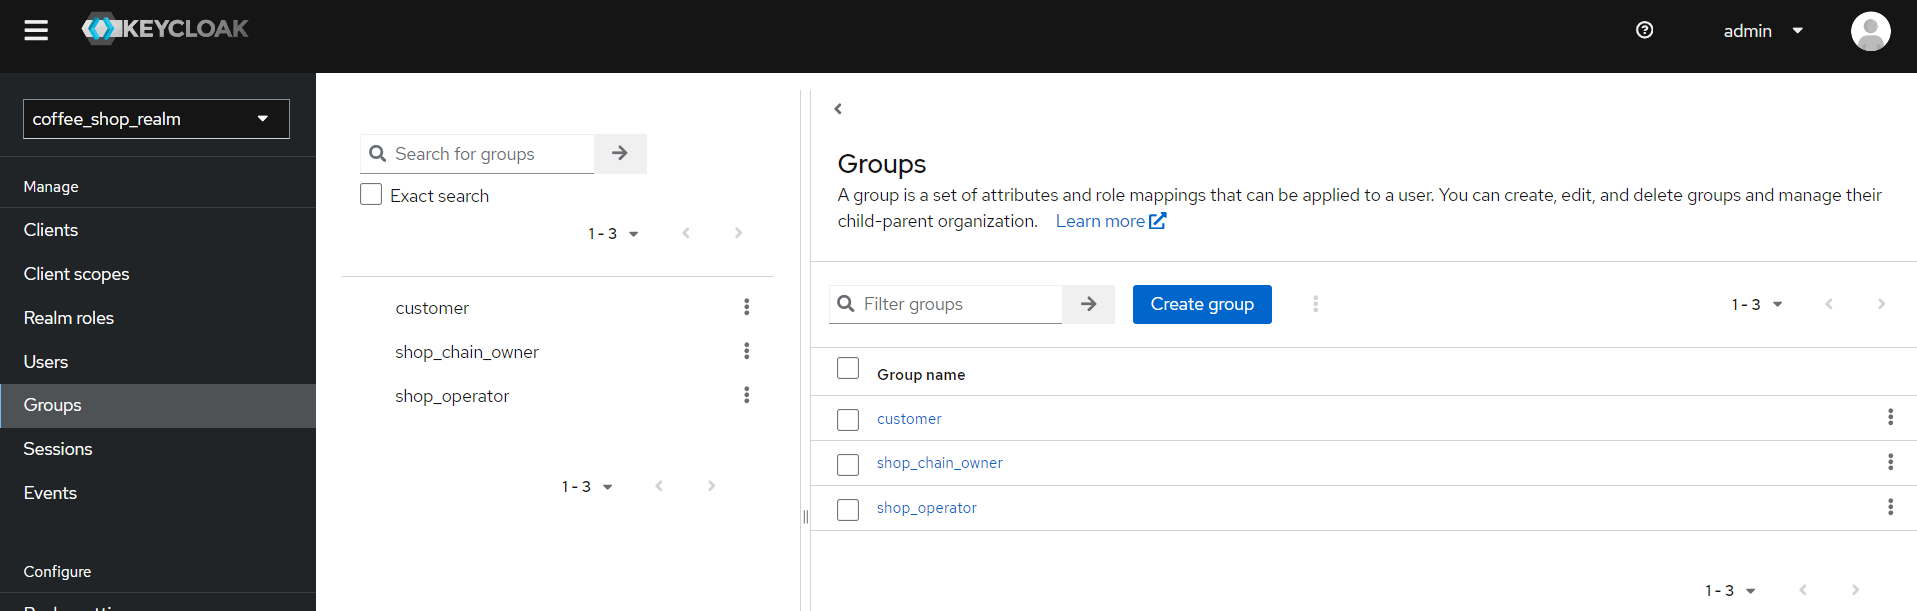 KEYCLOAK
admin
coffee_shop_realm
Manage
Clients
Client scopes
Realm roles
Users
Groups
Sessions
Events
Configure
Search for groups
Exact search
1 - 3
customer
shop_chain_owner
shop_operator
1 - 3
Groups
A group is a set of attributes and role mappings that can be applied to a user. You can create, edit, and delete groups and manage their
child-parent organization. Learn more
Filter groups
Create group
1 - 3
Group name
customer
shop_chain_owner
shop_operator
1 - 3